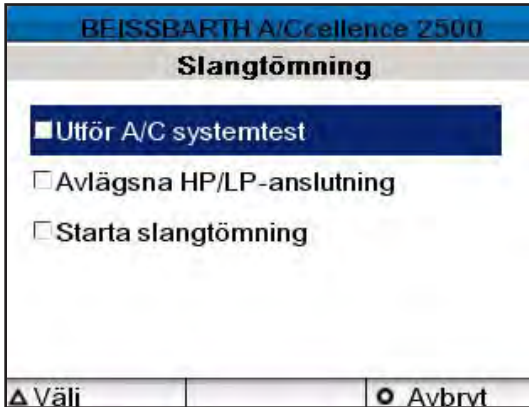 BEISSBARTH A/Ccellence 2500
Slangtömning
Utför A/C systemtest
Avlägsna HP/LP-anslutning
Starta slangtömning
Välj
Avbryt